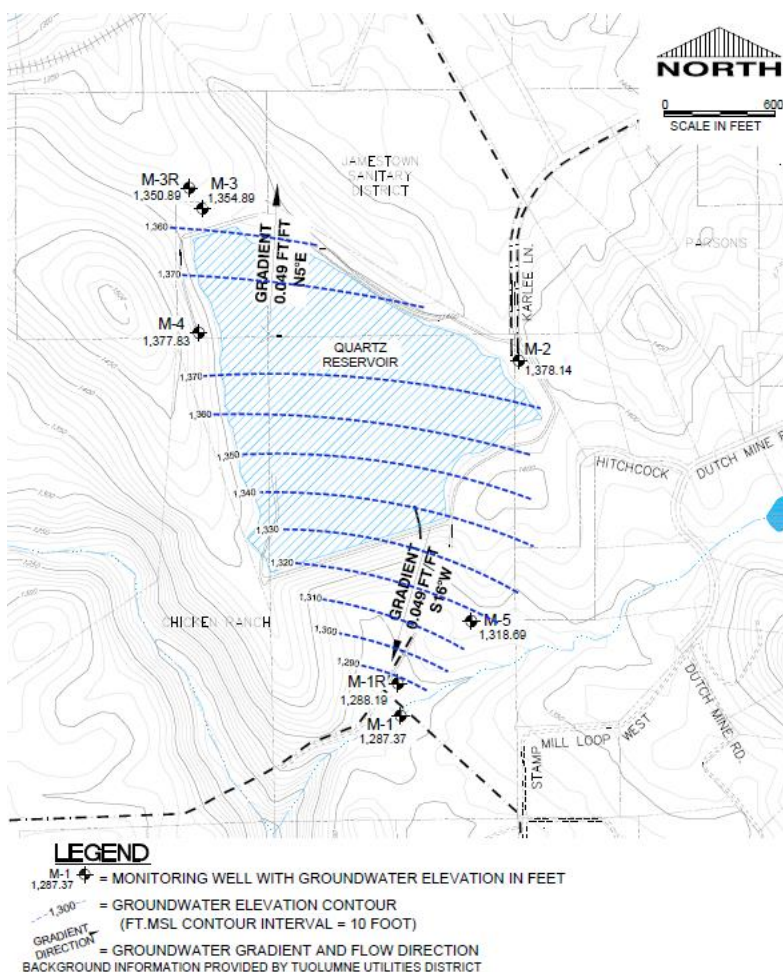 NORTH
0 600
SCALE IN FEET
JAMESTOWN
SANITARY
DISTRICT
M-3R
1,350.89
M-3
1,354.89
1,360
GRADIENT
0.049 FT/FT
N5°E
KARLEE LN.
PARSONS
1,370
M-4
1,377.83
QUARTZ
RESERVOIR
M-2
1,378.14
1,370
1,360
1,350
HITCHCOCK
DUTCH MINE R
1,340
1,330
1,320
GRADIENT
0.049 FT/FT
S16°W
1,310
CHICKEN RANCH
M-5
1,318.69
1,300
1,290
M-1R
1,288.19
M-1
1,287.37
DUTCH MINE RD.
STAMP MILL LOOP WEST
LEGEND
M-1
1,287.37 = MONITORING WELL WITH GROUNDWATER ELEVATION IN FEET
1,300 = GROUNDWATER ELEVATION CONTOUR
(FT.MSL CONTOUR INTERVAL = 10 FOOT)
GRADIENT
DIRECTION = GROUNDWATER GRADIENT AND FLOW DIRECTION
BACKGROUND INFORMATION PROVIDED BY TUOLUMNE UTILITIES DISTRICT